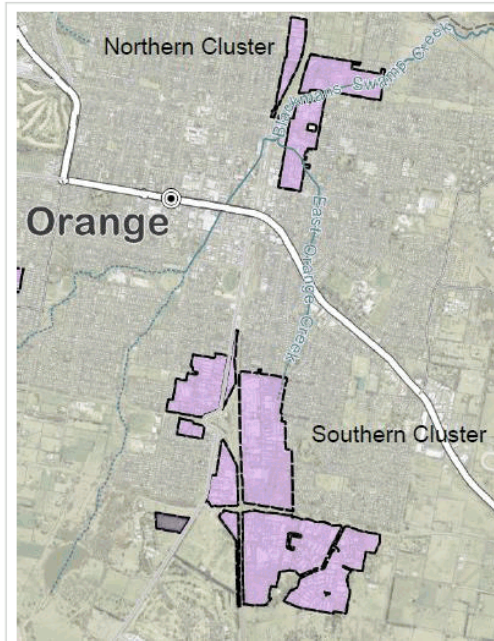 Northern Cluster
Blackmans Swamp Creek
Orange
East Orange Creek
Southern Cluster